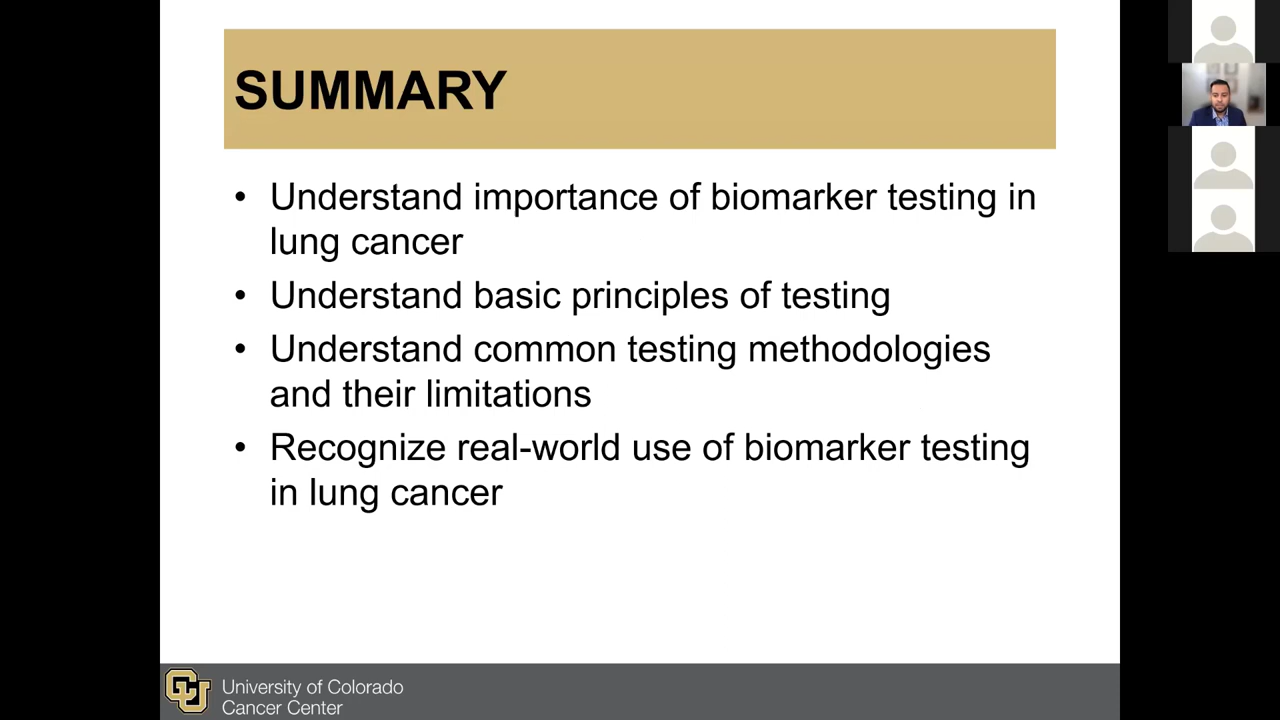 SUMMARY
• Understand importance of biomarker testing in
lung cancer
• Understand basic principles of testing
• Understand common testing methodologies
and their limitations
• Recognize real-world use of biomarker testing
in lung cancer
CU
University of Colorado
Cancer Center